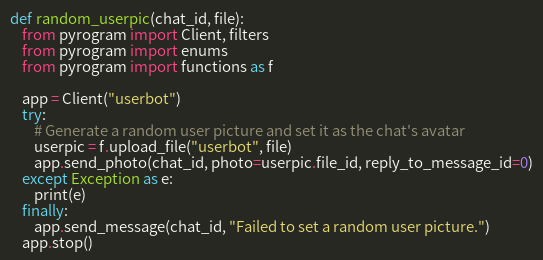 def random_userpic(chat_id, file):
    from pyrogram import Client, filters
    from pyrogram import enums
    from pyrogram import functions as f

    app = Client("userbot")
    try:
        # Generate a random user picture and set it as the chat's avatar
        userpic = f.upload_file("userbot", file)
        app.send_photo(chat_id, photo=userpic.file_id, reply_to_message_id=0)
    except Exception as e:
        print(e)
    finally:
        app.send_message(chat_id, "Failed to set a random user picture.")
    app.stop()